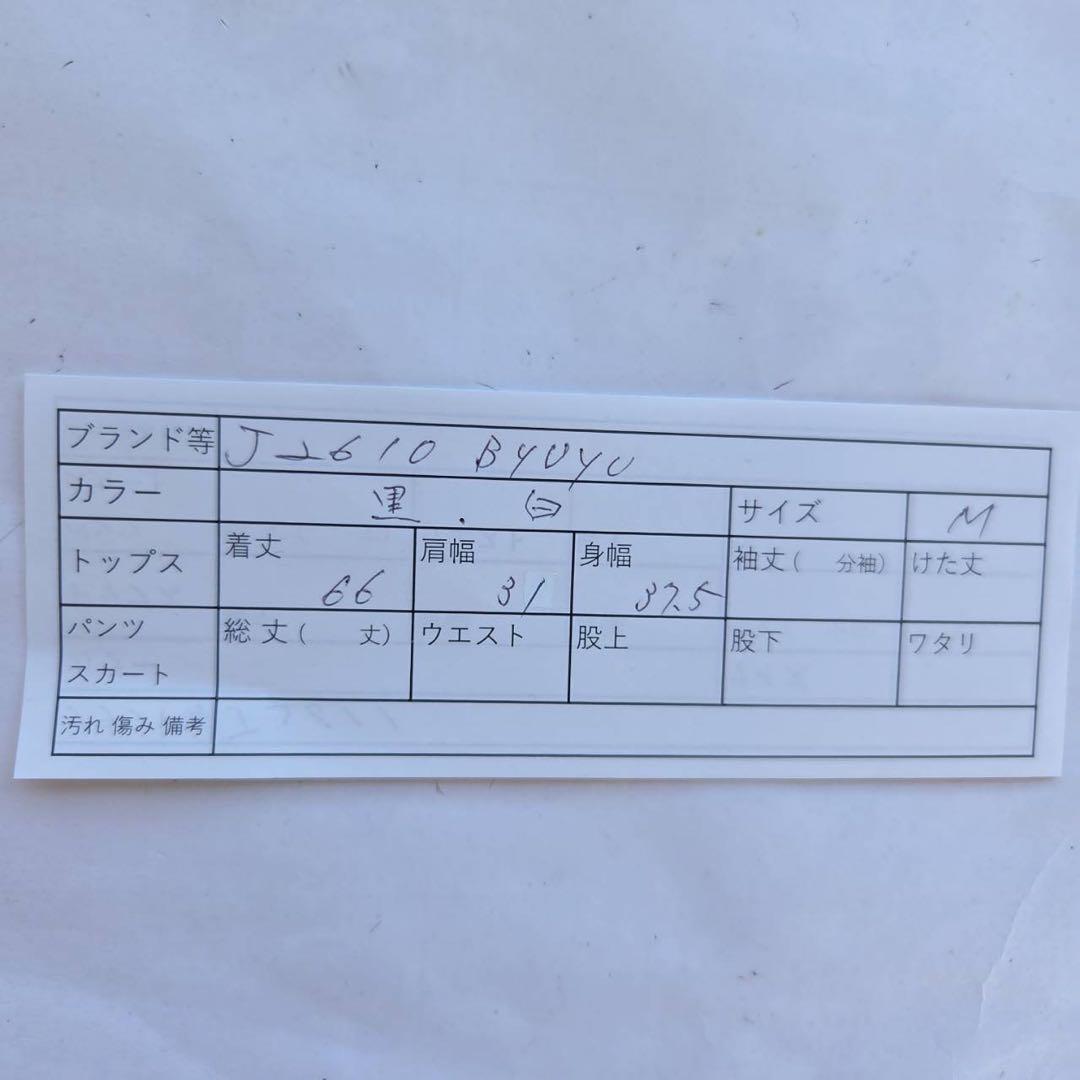 ブランド等 J2610 BYUYU
カラー 黒.白 サイズ M
トップス 着丈 66 肩幅 31 身幅 37.5 袖丈( 分袖) けた丈
パンツ スカート 総丈( 丈) ウエスト 股上 股下 ワタリ
汚れ 傷み 備考